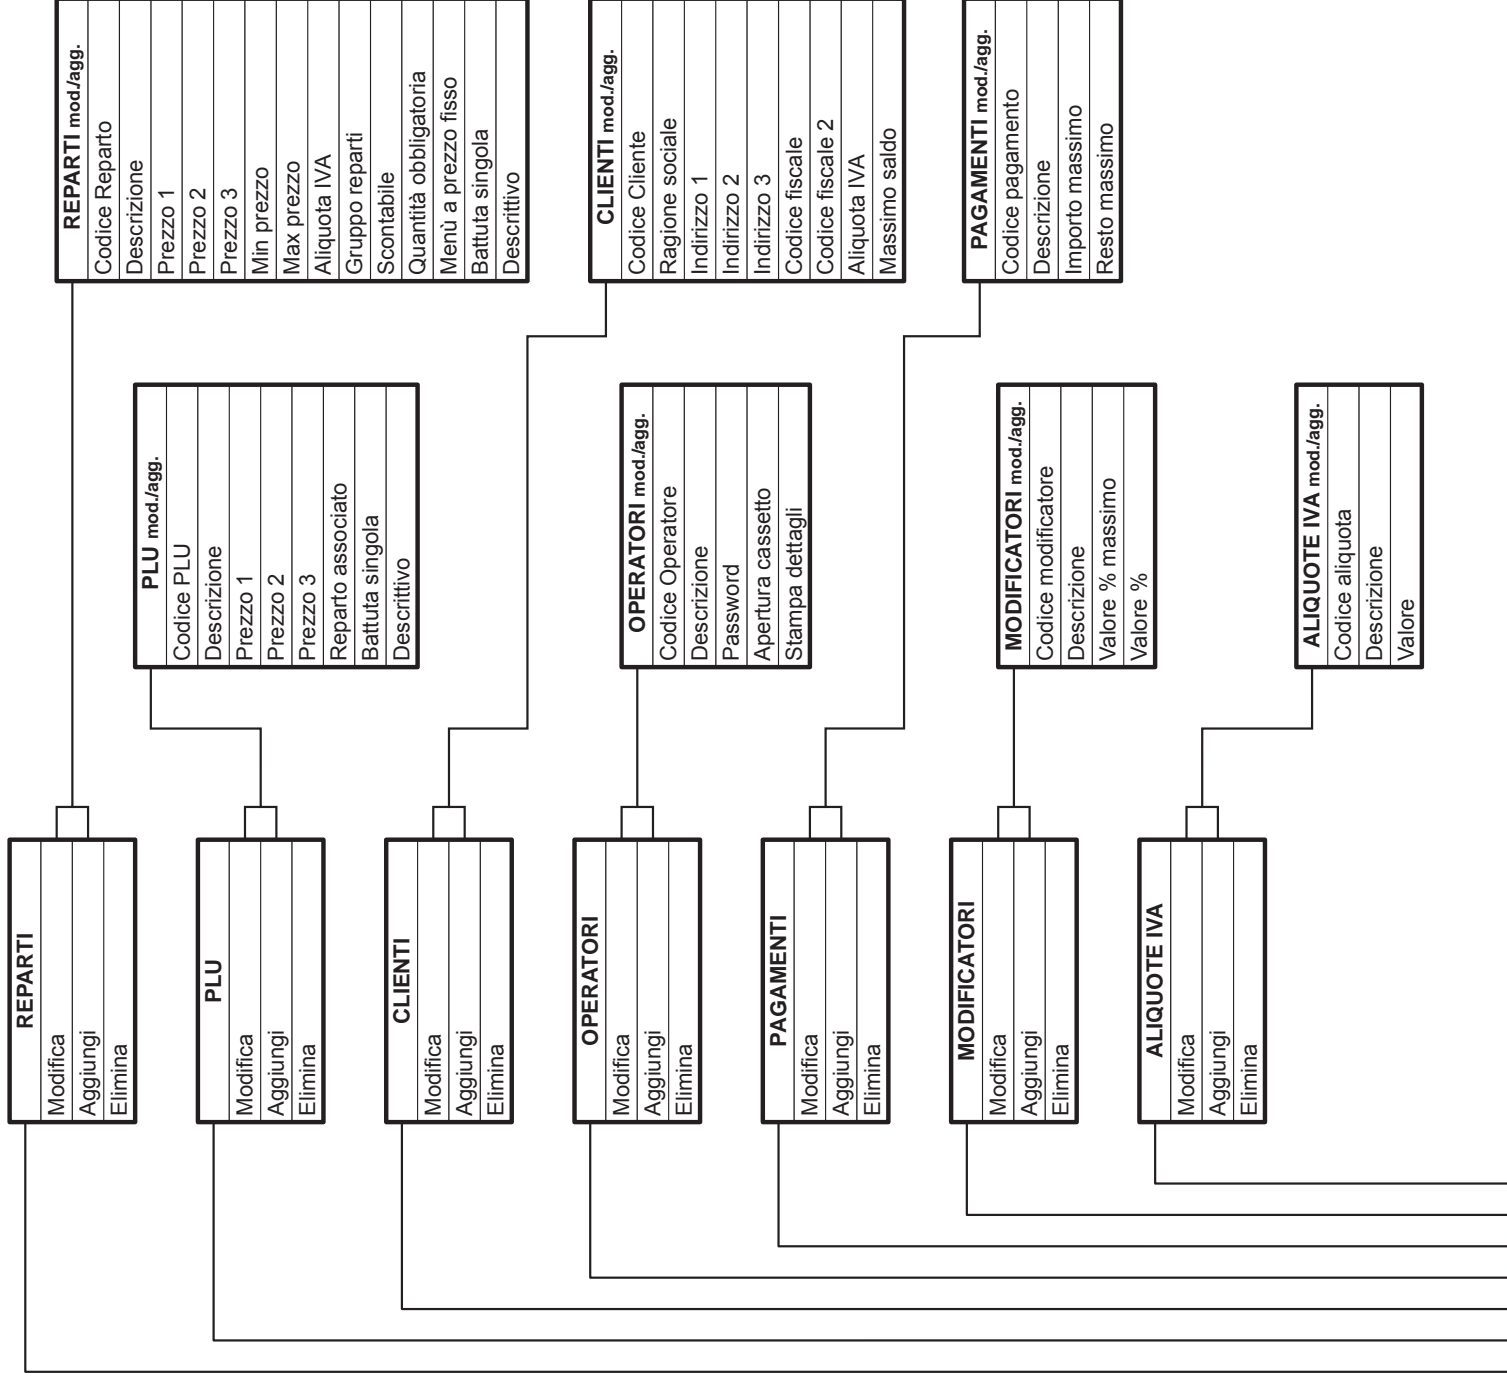 REPARTI
Modifica
Aggiungi
Elimina
REPARTI mod./agg.
Codice Reparto
Descrizione
Prezzo 1
Prezzo 2
Prezzo 3
Min prezzo
Max prezzo
Aliquota IVA
Gruppo reparti
Scontabile
Quantità obbligatoria
Menù a prezzo fisso
Battuta singola
Descrittivo
PLU
Modifica
Aggiungi
Elimina
PLU mod./agg.
Codice PLU
Descrizione
Prezzo 1
Prezzo 2
Prezzo 3
Reparto associato
Battuta singola
Descrittivo
CLIENTI
Modifica
Aggiungi
Elimina
CLIENTI mod./agg.
Codice Cliente
Ragione sociale
Indirizzo 1
Indirizzo 2
Indirizzo 3
Codice fiscale
Codice fiscale 2
Aliquota IVA
Massimo saldo
OPERATORI
Modifica
Aggiungi
Elimina
OPERATORI mod./agg.
Codice Operatore
Descrizione
Password
Apertura cassetto
Stampa dettagli
PAGAMENTI
Modifica
Aggiungi
Elimina
PAGAMENTI mod./agg.
Codice pagamento
Descrizione
Importo massimo
Resto massimo
MODIFICATORI
Modifica
Aggiungi
Elimina
MODIFICATORI mod./agg.
Codice modificatore
Descrizione
Valore % massimo
Valore %
ALIQUOTE IVA
Modifica
Aggiungi
Elimina
ALIQUOTE IVA mod./agg.
Codice aliquota
Descrizione
Valore